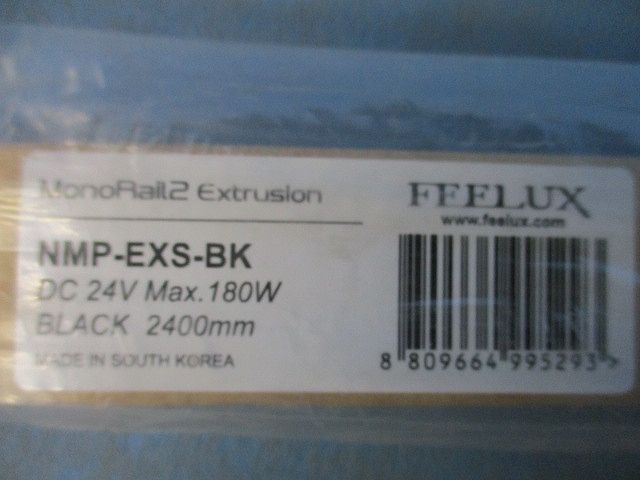 MonoRail2 Extrusion
FEELUX
www.feelux.com
NMP-EXS-BK
DC 24V Max.180W
BLACK 2400mm
MADE IN SOUTH KOREA
8 809664 995293 >